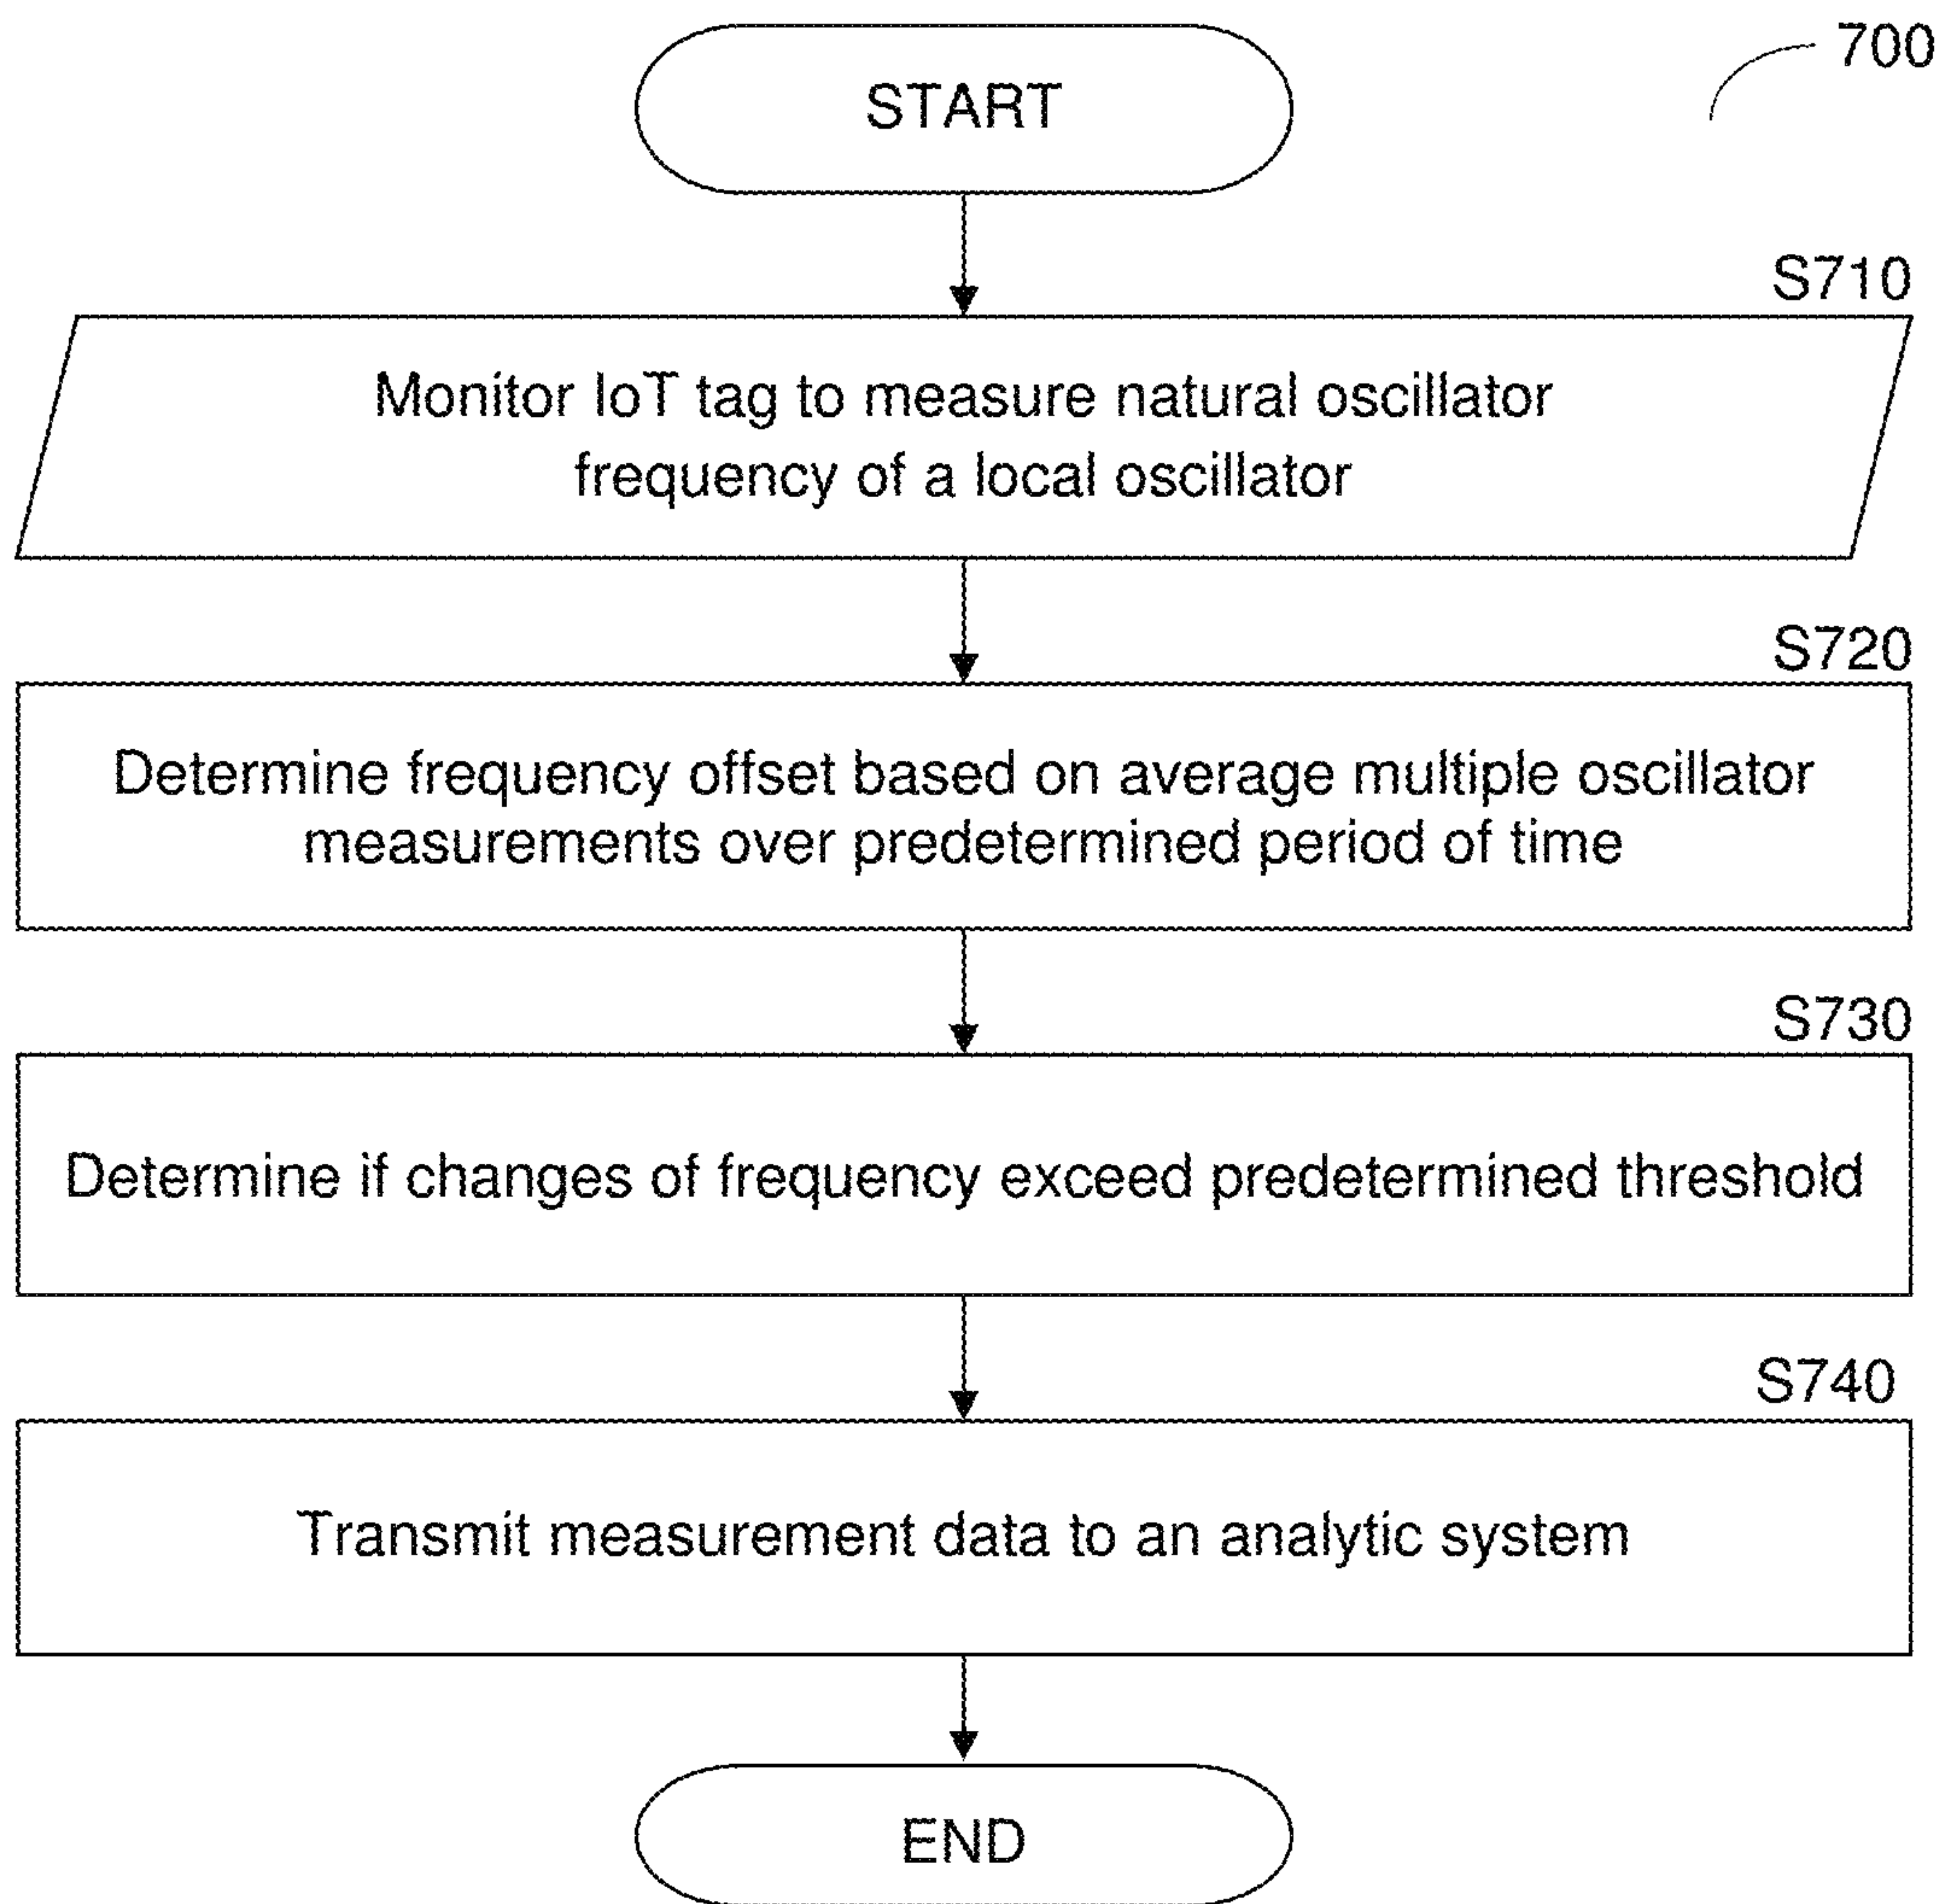 700
START
S710
Monitor IoT tag to measure natural oscillator
frequency of a local oscillator
S720
Determine frequency offset based on average multiple oscillator
measurements over predetermined period of time
S730
Determine if changes of frequency exceed predetermined threshold
S740
Transmit measurement data to an analytic system
END